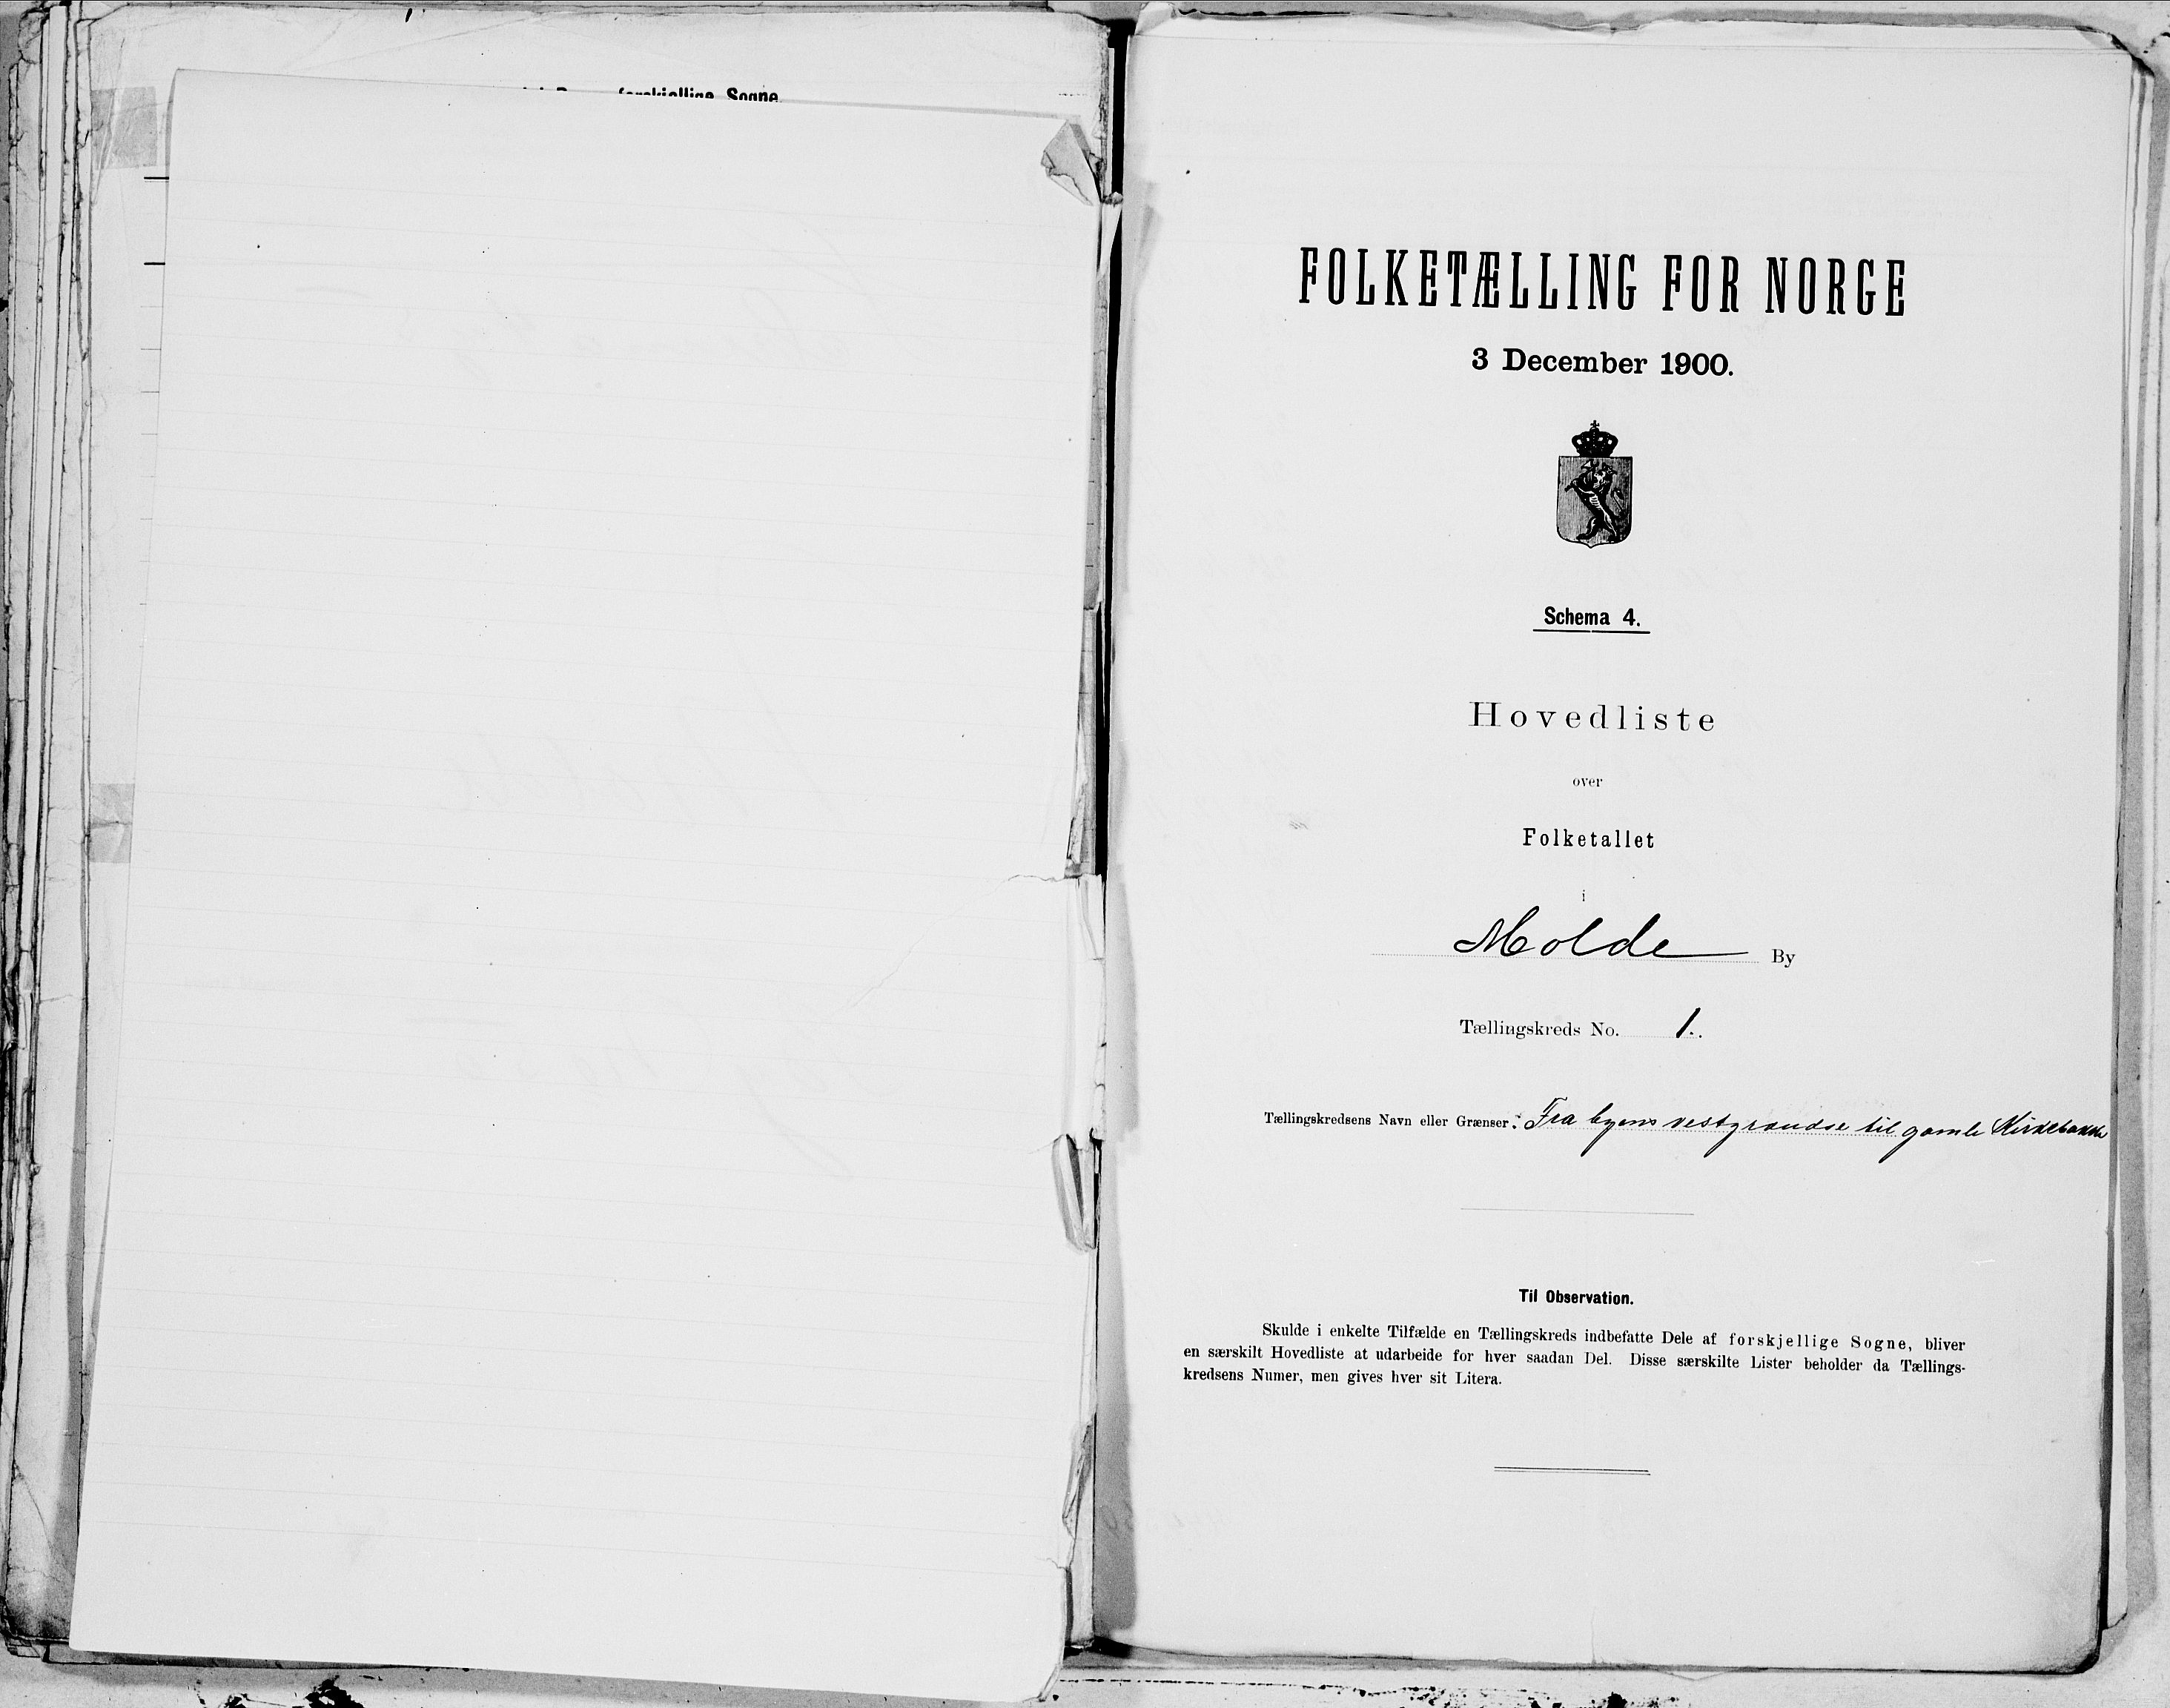 forskjellige Sogne
FOLKETÆLLING FOR NORGE
3 December 1900.
Schema 4.
Hovedliste
over
Folketallet
i
Molde By
Tællingskreds No. 1.
Tællingskredsens Navn eller Grænser: Fra byens vestgrændse til gamle Kirkebakke
Til Observation.
Skulde i enkelte Tilfælde en Tællingskreds indbefatte Dele af forskjellige Sogne, bliver
en særskilt Hovedliste at udarbeide for hver saadan Del. Disse særskilte Lister beholder da Tællings-
kredsens Numer, men gives hver sit Litera.